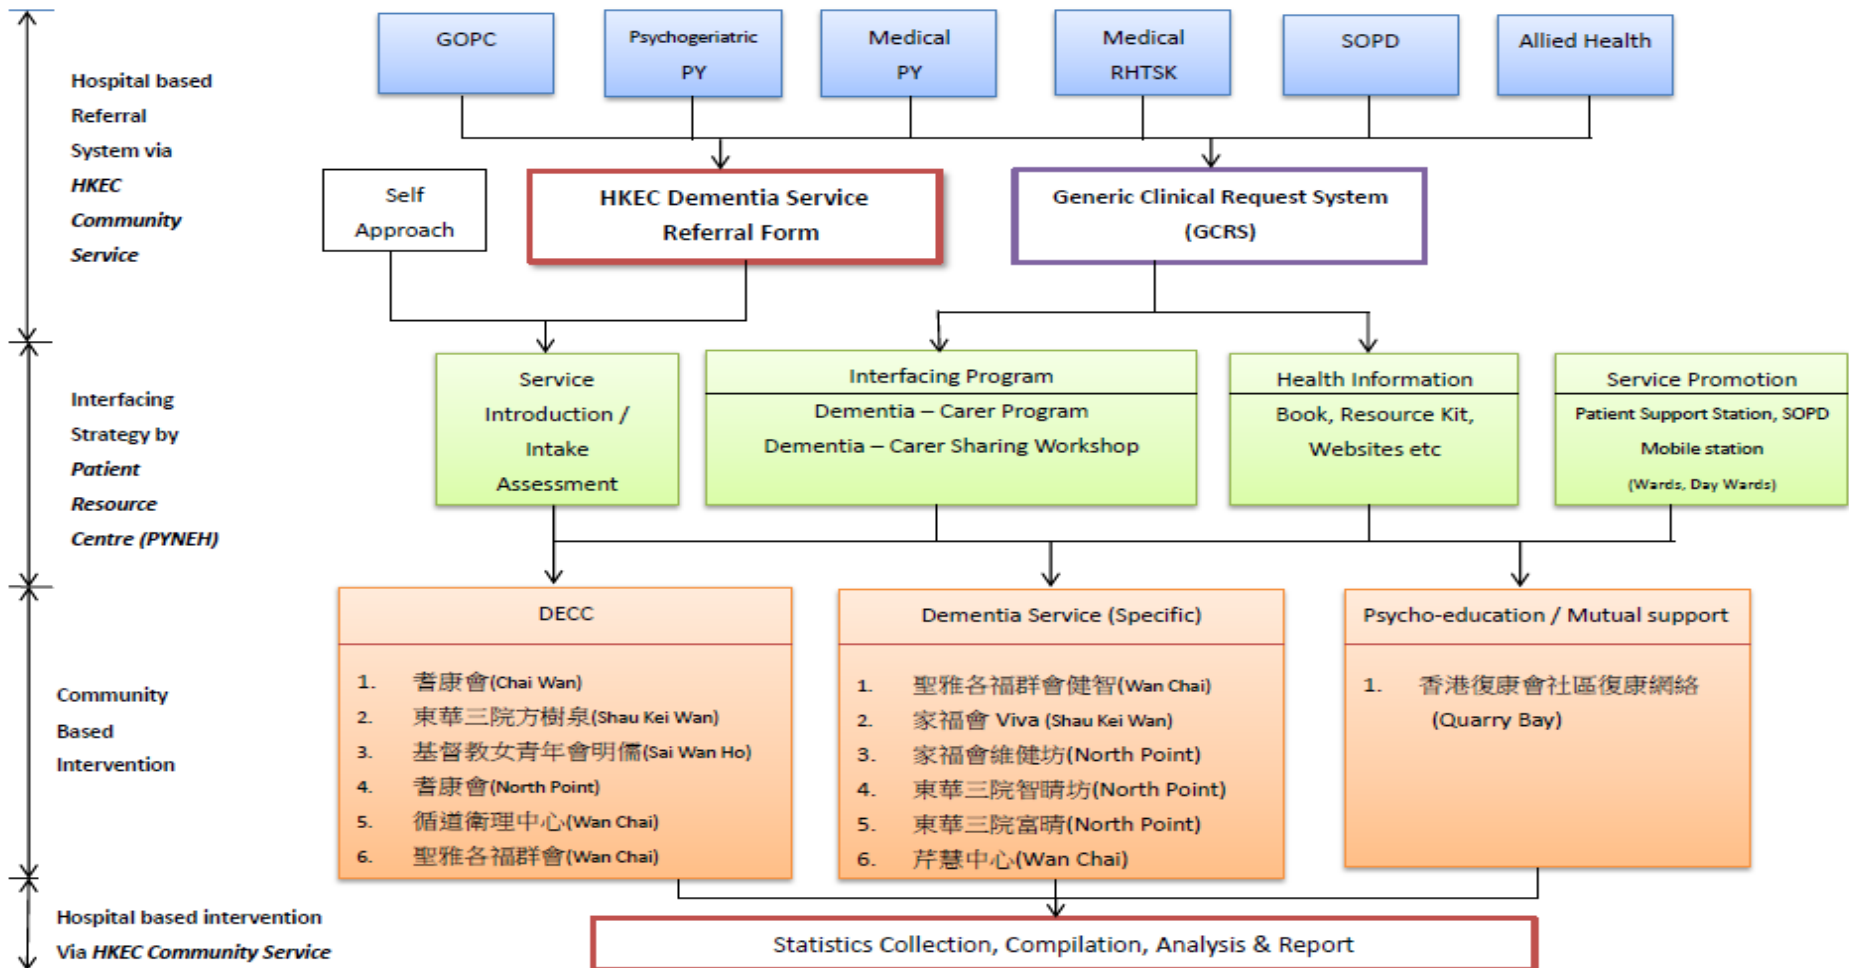 GOPC
Psychogeriatric
PY
Medical
PY
Medical
RHTSK
SOPD
Allied Health
Hospital based
Referral
System via
HKEC
Community
Service
Self
Approach
HKEC Dementia Service
Referral Form
Generic Clinical Request System
(GCRS)
Interfacing
Strategy by
Patient
Resource
Centre (PYNEH)
Service
Introduction /
Intake
Assessment
Interfacing Program
Dementia – Carer Program
Dementia – Carer Sharing Workshop
Health Information
Book, Resource Kit,
Websites etc
Service Promotion
Patient Support Station, SOPD
Mobile station
(Wards, Day Wards)
Community
Based
Intervention
DECC
1. 耆康會(Chai Wan)
2. 東華三院方樹泉(Shau Kei Wan)
3. 基督教女青年會明儒(Sai Wan Ho)
4. 耆康會(North Point)
5. 循道衛理中心(Wan Chai)
6. 聖雅各福群會(Wan Chai)
Dementia Service (Specific)
1. 聖雅各福群會健智(Wan Chai)
2. 家福會 Viva (Shau Kei Wan)
3. 家福會維健坊(North Point)
4. 東華三院智晴坊(North Point)
5. 東華三院富晴(North Point)
6. 芹慧中心(Wan Chai)
Psycho-education / Mutual support
1. 香港復康會社區復康網絡
(Quarry Bay)
Hospital based intervention
Via HKEC Community Service
Statistics Collection, Compilation, Analysis & Report